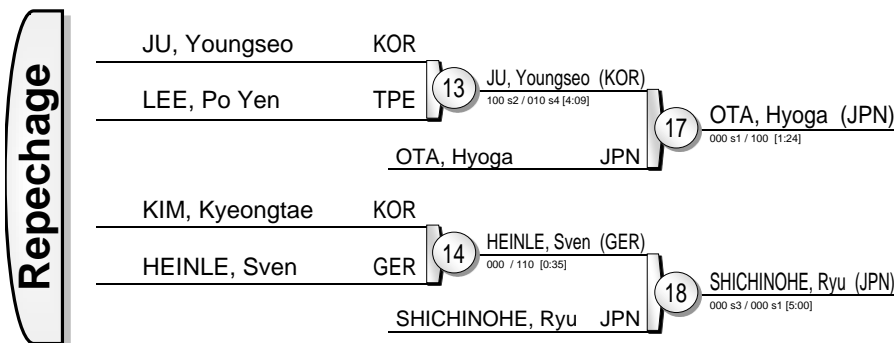 Repechage
JU, Youngseo KOR
LEE, Po Yen TPE
13
JU, Youngseo (KOR)
100 s2 / 010 s4 [4:09]
OTA, Hyoga JPN
17
OTA, Hyoga (JPN)
000 s1 / 100 [1:24]
KIM, Kyeongtae KOR
HEINLE, Sven GER
14
HEINLE, Sven (GER)
000 / 110 [0:35]
SHICHINOHE, Ryu JPN
18
SHICHINOHE, Ryu (JPN)
000 s3 / 000 s1 [5:00]